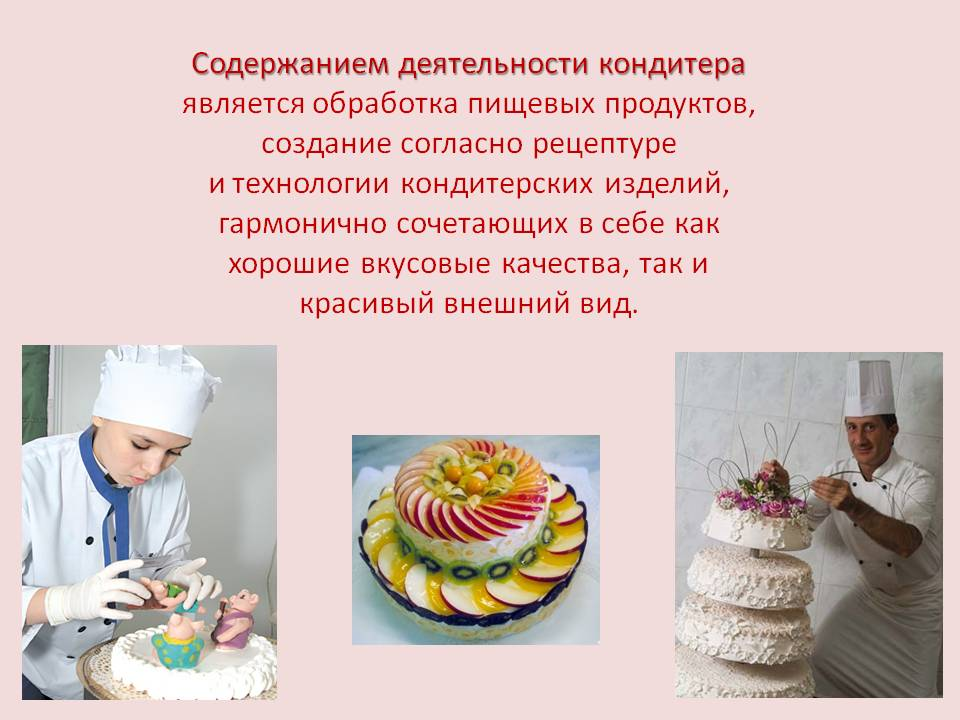 Содержанием деятельности кондитера
является обработка пищевых продуктов,
создание согласно рецептуре
и технологии кондитерских изделий,
гармонично сочетающих в себе как
хорошие вкусовые качества, так и
красивый внешний вид.